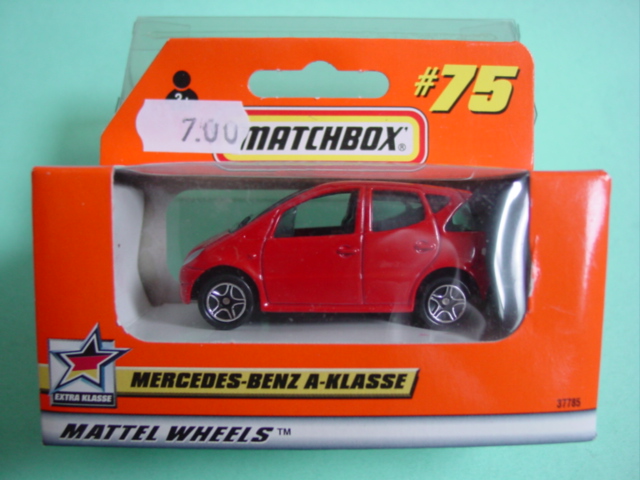 #75
7.00
MATCHBOX®
MERCEDES-BENZ A-KLASSE
EXTRA KLASSE
37785
MATTEL WHEELS™